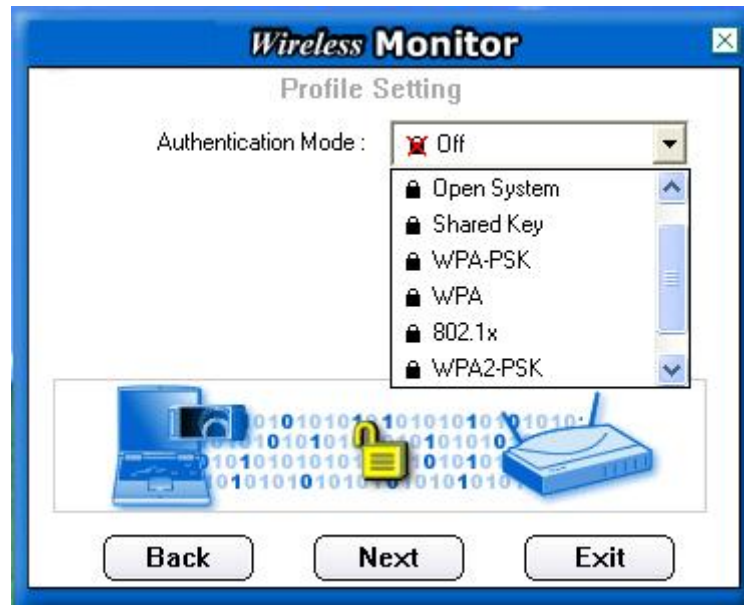 Wireless Monitor
Profile Setting
Authentication Mode : Off
Open System
Shared Key
WPA-PSK
WPA
802.1x
WPA2-PSK
Back Next Exit